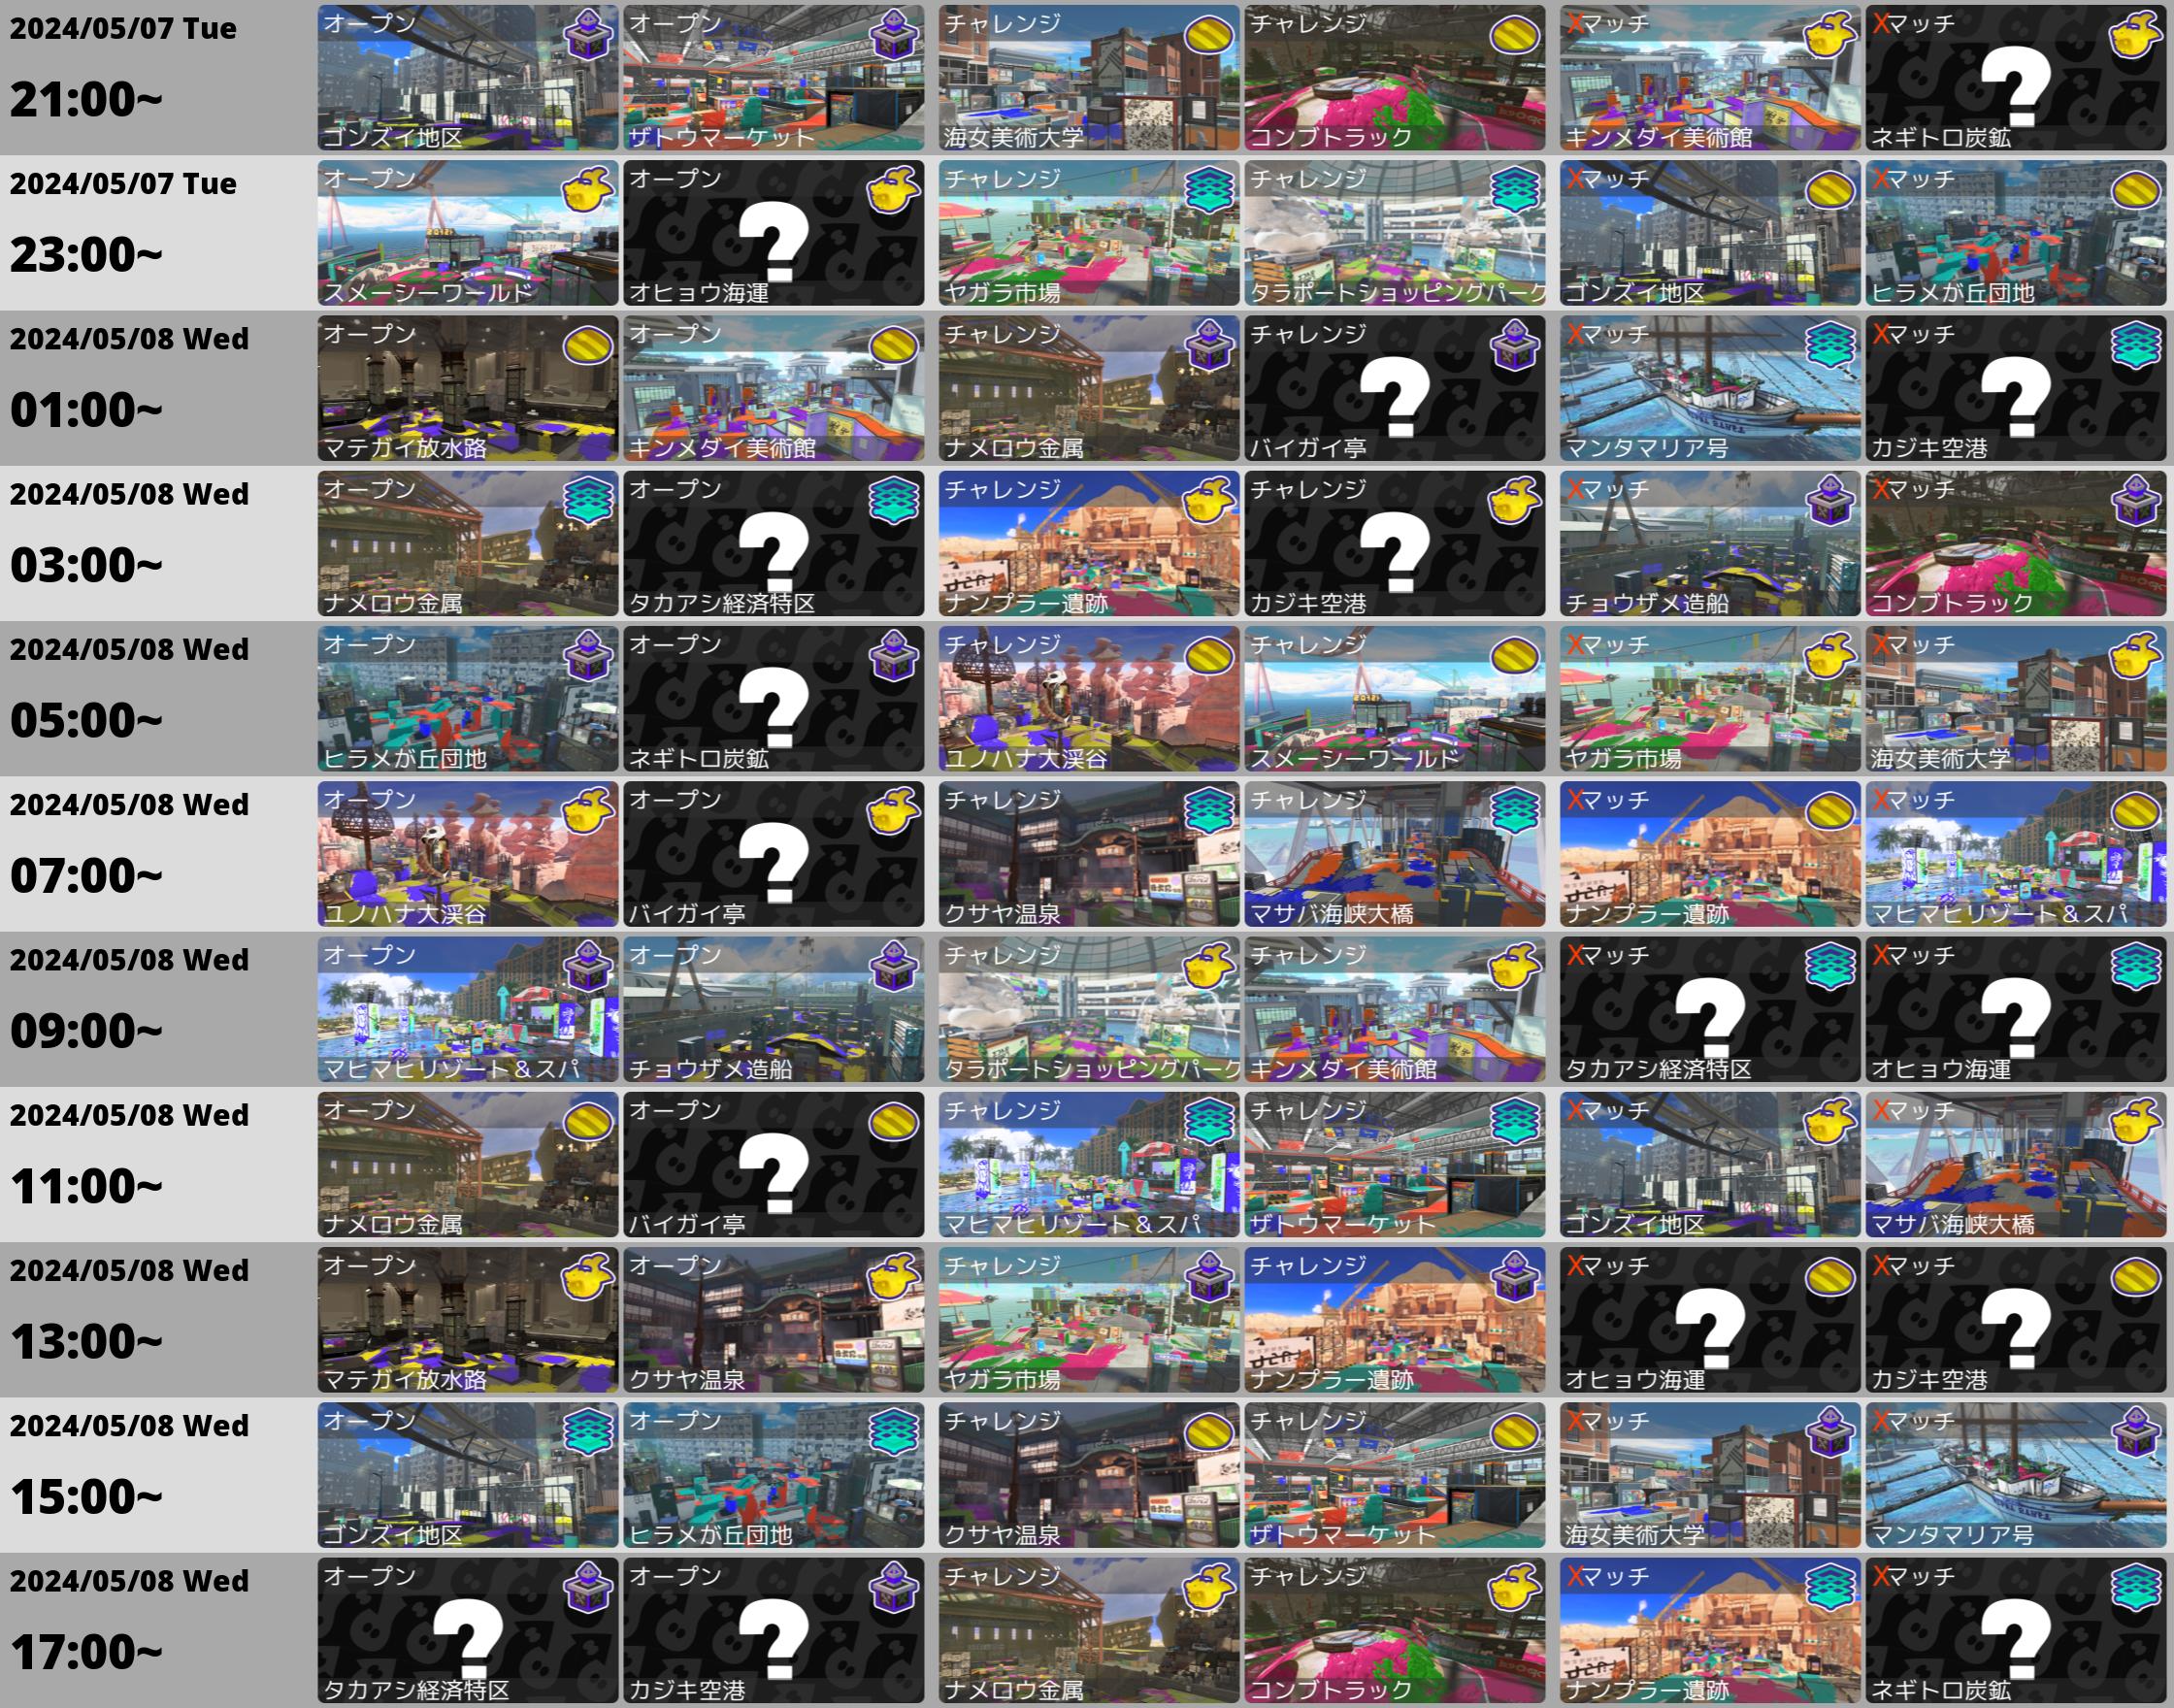 2024/05/07 Tue
21:00~
オープン
ゴンズイ地区
オープン
ザトウマーケット
チャレンジ
海女美術大学
チャレンジ
コンブトラック
Xマッチ
キンメダイ美術館
Xマッチ
ネギトロ炭鉱
2024/05/07 Tue
23:00~
オープン
スメーシーワールド
オープン
オヒョウ海運
チャレンジ
ヤガラ市場
チャレンジ
タラポートショッピングパーク
Xマッチ
ゴンズイ地区
Xマッチ
ヒラメが丘団地
2024/05/08 Wed
01:00~
オープン
マテガイ放水路
オープン
キンメダイ美術館
チャレンジ
ナメロウ金属
チャレンジ
バイガイ亭
Xマッチ
マンタマリア号
Xマッチ
カジキ空港
2024/05/08 Wed
03:00~
オープン
ナメロウ金属
オープン
タカアシ経済特区
チャレンジ
ナンプラー遺跡
チャレンジ
カジキ空港
Xマッチ
チョウザメ造船
Xマッチ
コンブトラック
2024/05/08 Wed
05:00~
オープン
ヒラメが丘団地
オープン
ネギトロ炭鉱
チャレンジ
ユノハナ大渓谷
チャレンジ
スメーシーワールド
Xマッチ
ヤガラ市場
Xマッチ
海女美術大学
2024/05/08 Wed
07:00~
オープン
ユノハナ大渓谷
オープン
バイガイ亭
チャレンジ
クサヤ温泉
チャレンジ
マサバ海峡大橋
Xマッチ
ナンプラー遺跡
Xマッチ
マヒマヒリゾート＆スパ
2024/05/08 Wed
09:00~
オープン
マヒマヒリゾート＆スパ
オープン
チョウザメ造船
チャレンジ
タラポートショッピングパーク
チャレンジ
キンメダイ美術館
Xマッチ
タカアシ経済特区
Xマッチ
オヒョウ海運
2024/05/08 Wed
11:00~
オープン
ナメロウ金属
オープン
バイガイ亭
チャレンジ
マヒマヒリゾート＆スパ
チャレンジ
ザトウマーケット
Xマッチ
ゴンズイ地区
Xマッチ
マサバ海峡大橋
2024/05/08 Wed
13:00~
オープン
マテガイ放水路
オープン
クサヤ温泉
チャレンジ
ヤガラ市場
チャレンジ
ナンプラー遺跡
Xマッチ
オヒョウ海運
Xマッチ
カジキ空港
2024/05/08 Wed
15:00~
オープン
ゴンズイ地区
オープン
ヒラメが丘団地
チャレンジ
クサヤ温泉
チャレンジ
ザトウマーケット
Xマッチ
海女美術大学
Xマッチ
マンタマリア号
2024/05/08 Wed
17:00~
オープン
タカアシ経済特区
オープン
カジキ空港
チャレンジ
ナメロウ金属
チャレンジ
コンブトラック
Xマッチ
ナンプラー遺跡
Xマッチ
ネギトロ炭鉱